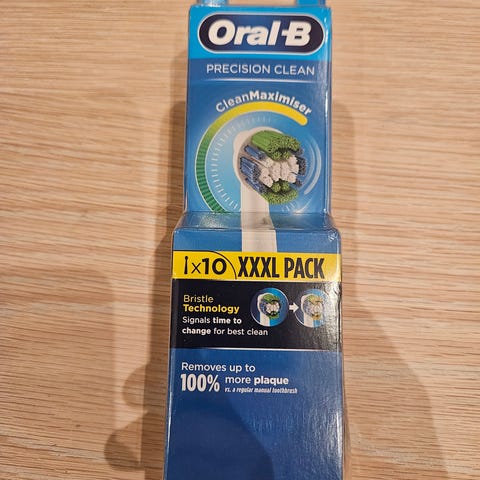 Oral-B
PRECISION CLEAN
CleanMaximiser
x10 XXXL PACK
Bristle
Technology
Signals time to
change for best clean
Removes up to
100% more plaque
vs. a regular manual toothbrush